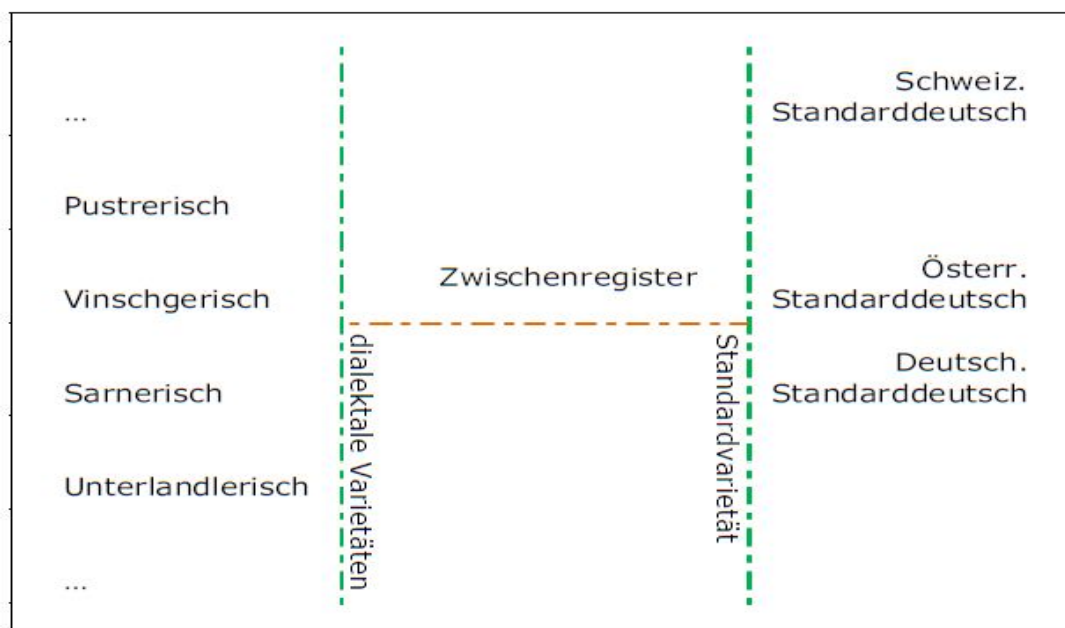 ...
Pustrerisch
Vinschgerisch
Sarnerisch
Unterlandlerisch
...
dialektale Varietäten
Zwischenregister
Standardvarietät
Schweiz.
Standarddeutsch
Österr.
Standarddeutsch
Deutsch.
Standarddeutsch